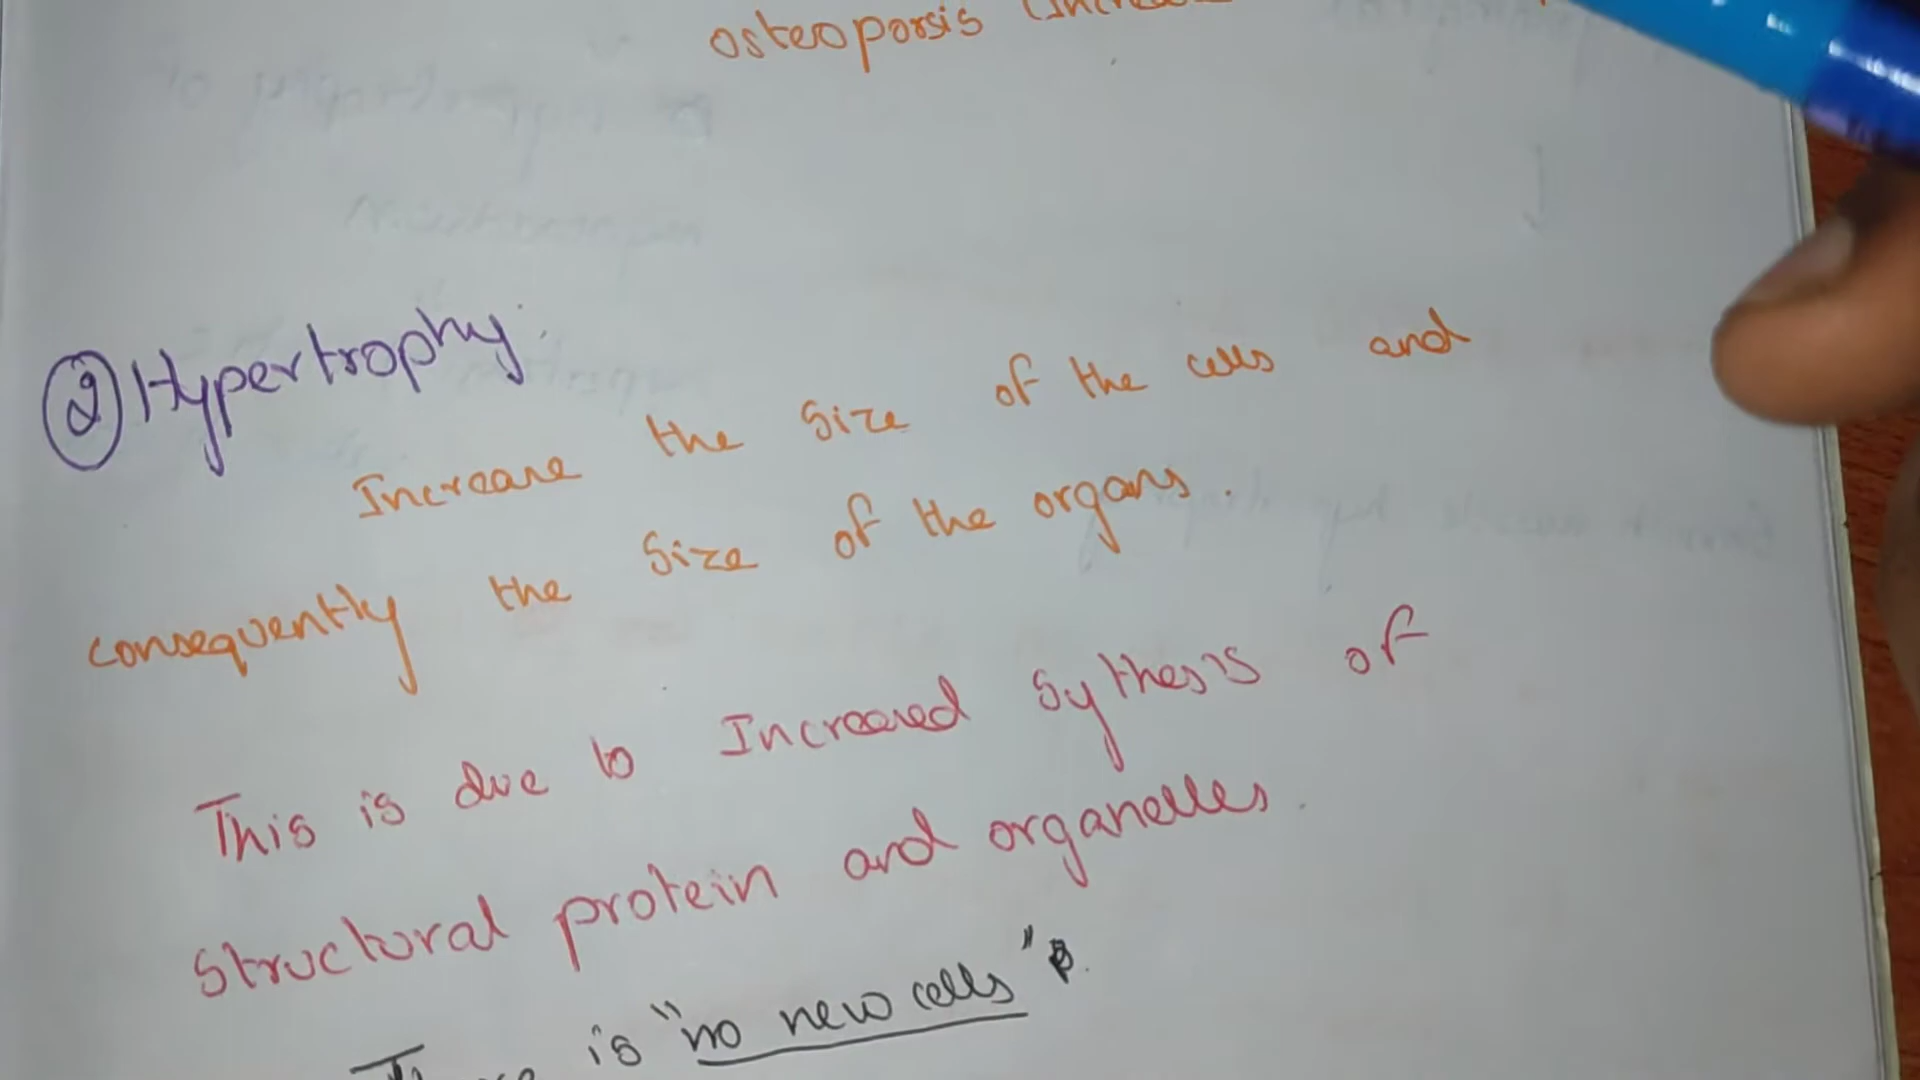 osteoporsis
② Hypertrophy:
Increase the size of the cells and
consequently the size of the organs.
This is due to Increased sythesis of
structural protein and organelles.
is "no new cells"